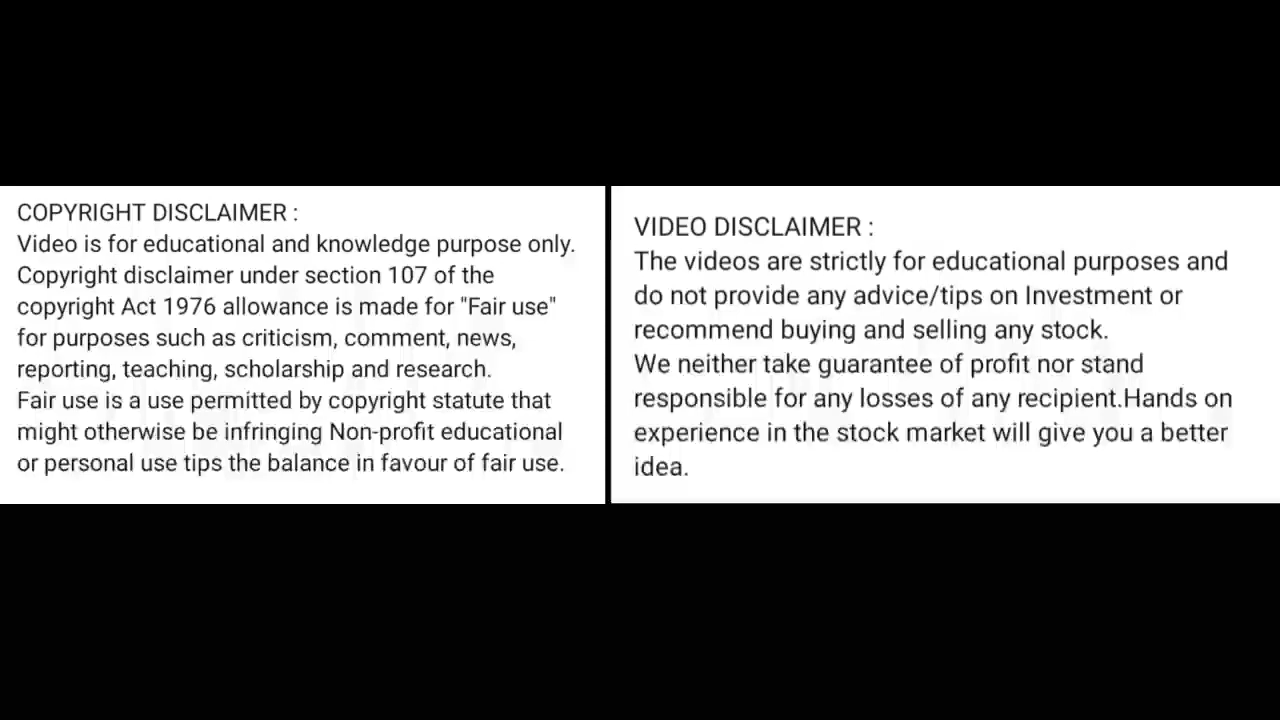 COPYRIGHT DISCLAIMER :
Video is for educational and knowledge purpose only.
Copyright disclaimer under section 107 of the
copyright Act 1976 allowance is made for "Fair use"
for purposes such as criticism, comment, news,
reporting, teaching, scholarship and research.
Fair use is a use permitted by copyright statute that
might otherwise be infringing Non-profit educational
or personal use tips the balance in favour of fair use.
VIDEO DISCLAIMER :
The videos are strictly for educational purposes and
do not provide any advice/tips on Investment or
recommend buying and selling any stock.
We neither take guarantee of profit nor stand
responsible for any losses of any recipient.Hands on
experience in the stock market will give you a better
idea.